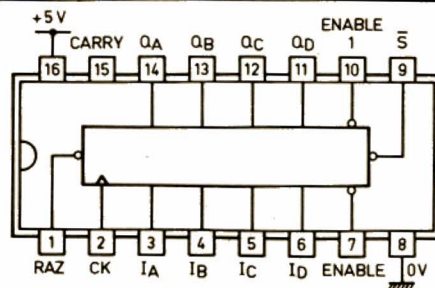 +5V
CARRY QA QB QC QD ENABLE 1 S̅
16 15 14 13 12 11 10 9
1 2 3 4 5 6 7 8
0V
RAZ CK IA IB IC ID ENABLE